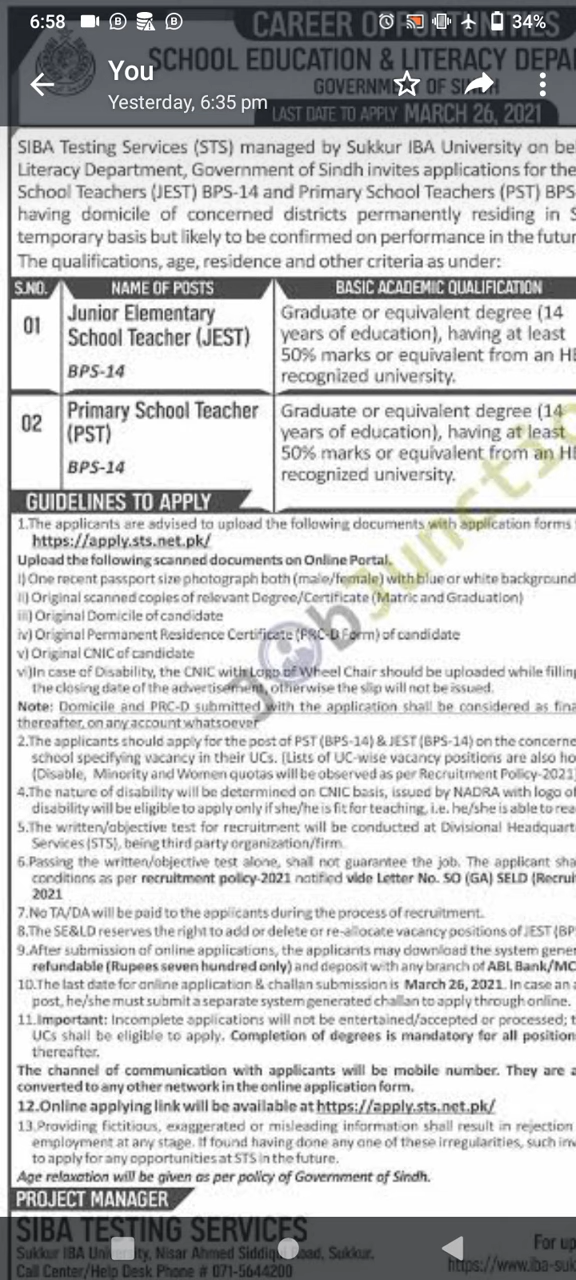 6:58
34%
CAREER OPPORTUNITIES
You
SCHOOL EDUCATION & LITERACY DEPA
GOVERNMENT OF SINDH
Yesterday, 6:35 pm
LAST DATE TO APPLY MARCH 26, 2021
SIBA Testing Services (STS) managed by Sukkur IBA University on be
Literacy Department, Government of Sindh invites applications for the
School Teachers (JEST) BPS-14 and Primary School Teachers (PST) BPS
having domicile of concerned districts permanently residing in S
temporary basis but likely to be confirmed on performance in the futur
The qualifications, age, residence and other criteria as under:
S.NO. NAME OF POSTS BASIC ACADEMIC QUALIFICATION
01 Junior Elementary School Teacher (JEST)
BPS-14
Graduate or equivalent degree (14
years of education), having at least
50% marks or equivalent from an HE
recognized university.
02 Primary School Teacher (PST)
BPS-14
Graduate or equivalent degree (14
years of education), having at least
50% marks or equivalent from an HE
recognized university.
GUIDELINES TO APPLY
1.The applicants are advised to upload the following documents with application forms
https://apply.sts.net.pk/
Upload the following scanned documents on Online Portal.
i) One recent passport size photograph both (male/female) with blue or white background
ii) Original scanned copies of relevant Degree/Certificate (Matric and Graduation)
iii) Original Domicile of candidate
iv) Original Permanent Residence Certificate (PRC-D Form) of candidate
v) Original CNIC of candidate
vi)In case of Disability, the CNIC with Logo of Wheel Chair should be uploaded while filling
the closing date of the advertisement, otherwise the slip will not be issued.
Note: Domicile and PRC-D submitted with the application shall be considered as fina
thereafter, on any account whatsoever
2.The applicants should apply for the post of PST (BPS-14) & JEST (BPS-14) on the concerne
school specifying vacancy in their UCs. (Lists of UC-wise vacancy positions are also ho
(Disable, Minority and Women quotas will be observed as per Recruitment Policy-2021)
4.The nature of disability will be determined on CNIC basis, issued by NADRA with logo of
disability will be eligible to apply only if she/he is fit for teaching, i.e. he/she is able to rea
5.The written/objective test for recruitment will be conducted at Divisional Headquart
Services (STS), being third party organization/firm.
6.Passing the written/objective test alone, shall not guarantee the job. The applicant sha
conditions as per recruitment policy-2021 notified vide Letter No. SO (GA) SELD (Recruit
2021
7.No TA/DA will be paid to the applicants during the process of recruitment.
8.The SE&LD reserves the right to add or delete or re-allocate vacancy positions of JEST (BP
9.After submission of online applications, the applicants may download the system gener
refundable (Rupees seven hundred only) and deposit with any branch of ABL Bank/MC
10.The last date for online application & challan submission is March 26, 2021. In case an a
post, he/she must submit a separate system generated challan to apply through online.
11.Important: Incomplete applications will not be entertained/accepted or processed; t
UCs shall be eligible to apply. Completion of degrees is mandatory for all position
thereafter.
The channel of communication with applicants will be mobile number. They are a
converted to any other network in the online application form.
12.Online applying link will be available at https://apply.sts.net.pk/
13.Providing fictitious, exaggerated or misleading information shall result in rejection
employment at any stage. If found having done any one of these irregularities, such inv
to apply for any opportunities at STS in the future.
Age relaxation will be given as per policy of Government of Sindh.
PROJECT MANAGER
SIBA TESTING SERVICES
Sukkur IBA University, Nisar Ahmed Siddiqui Road, Sukkur.
Call Center/Help Desk Phone # 071-5644200
For up
https://www.iba-suk